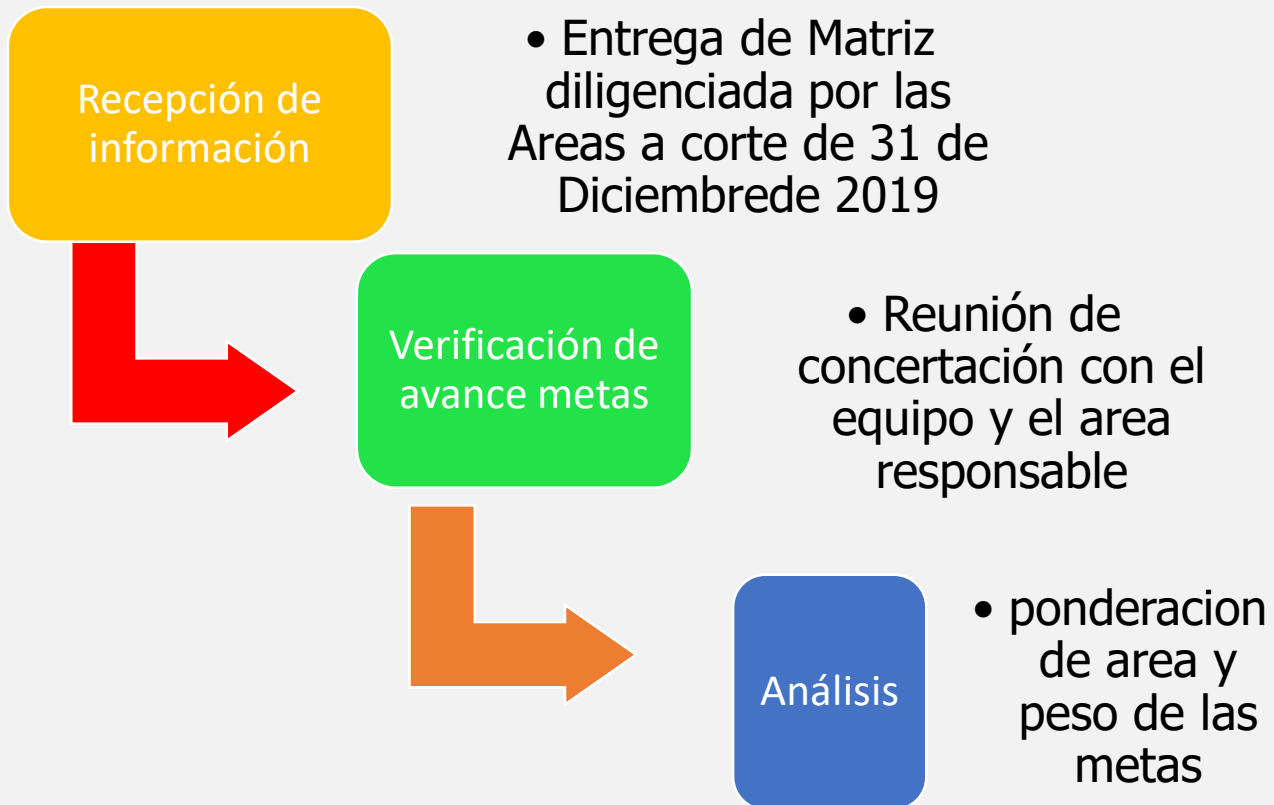 Recepción de
información
• Entrega de Matriz
diligenciada por las
Areas a corte de 31 de
Diciembrede 2019
Verificación de
avance metas
• Reunión de
concertación con el
equipo y el area
responsable
Análisis
• ponderacion
de area y
peso de las
metas